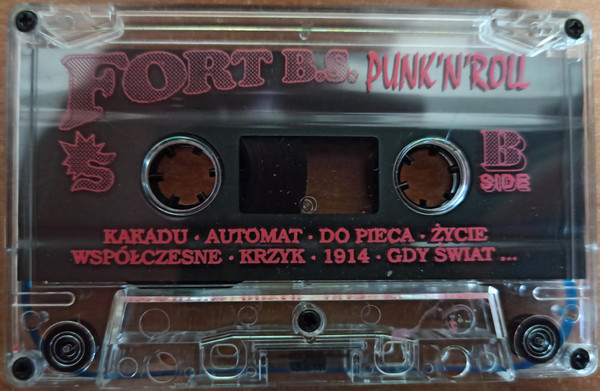 FORT B.S. PUNK'N'ROLL
B
SIDE
KAKADU · AUTOMAT · DO PIECA · ŻYCIE
WSPÓŁCZESNE · KRZYK · 1914 · GDY ŚWIAT ...